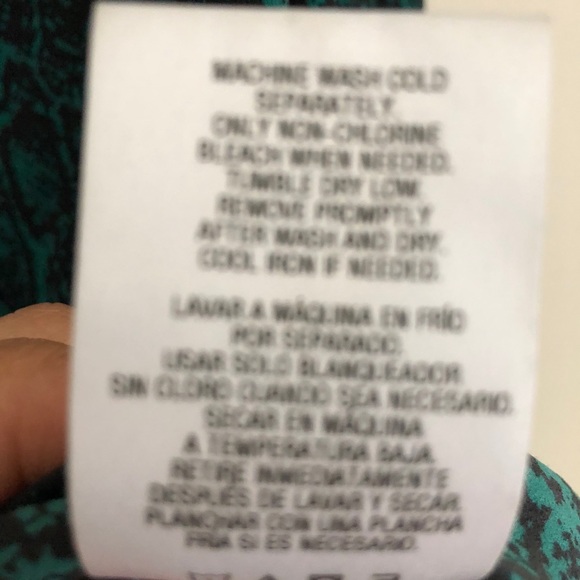 MACHINE WASH COLD
SEPARATELY.
ONLY NON-CHLORINE
BLEACH WHEN NEEDED.
TUMBLE DRY LOW.
REMOVE PROMPTLY
AFTER WASH AND DRY.
COOL IRON IF NEEDED.
LAVAR A MÁQUINA EN FRÍO
POR SEPARADO.
USAR SOLO BLANQUEADOR
SIN CLORO CUANDO SEA NECESARIO.
SECAR EN MÁQUINA
A TEMPERATURA BAJA.
RETIRE INMEDIATAMENTE
DESPUÉS DE LAVAR Y SECAR.
PLANCHAR CON UNA PLANCHA
FRIA SI ES NECESARIO.